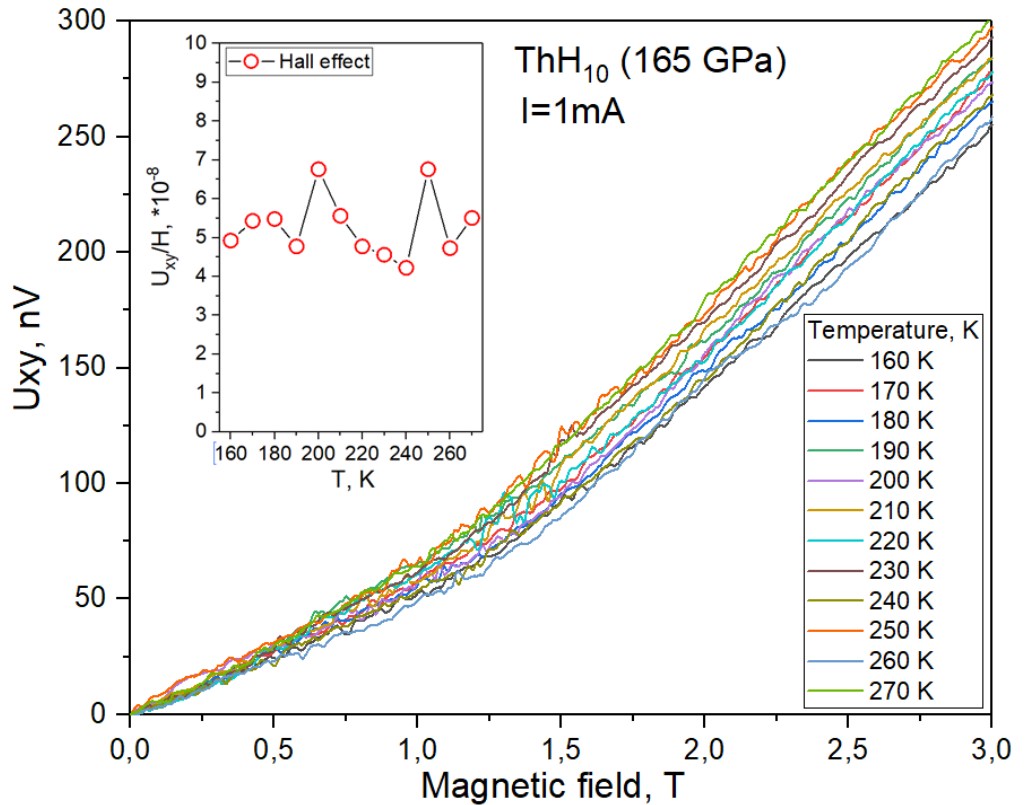 300
250
200
150
100
50
0
Uxy, nV
0,0
0,5
1,0
1,5
2,0
2,5
3,0
Magnetic field, T
ThH10 (165 GPa)
I=1mA
10
9
8
7
6
5
4
3
2
1
0
Uxy/H, *10-8
Hall effect
160
180
200
220
240
260
T, K
Temperature, K
160 K
170 K
180 K
190 K
200 K
210 K
220 K
230 K
240 K
250 K
260 K
270 K